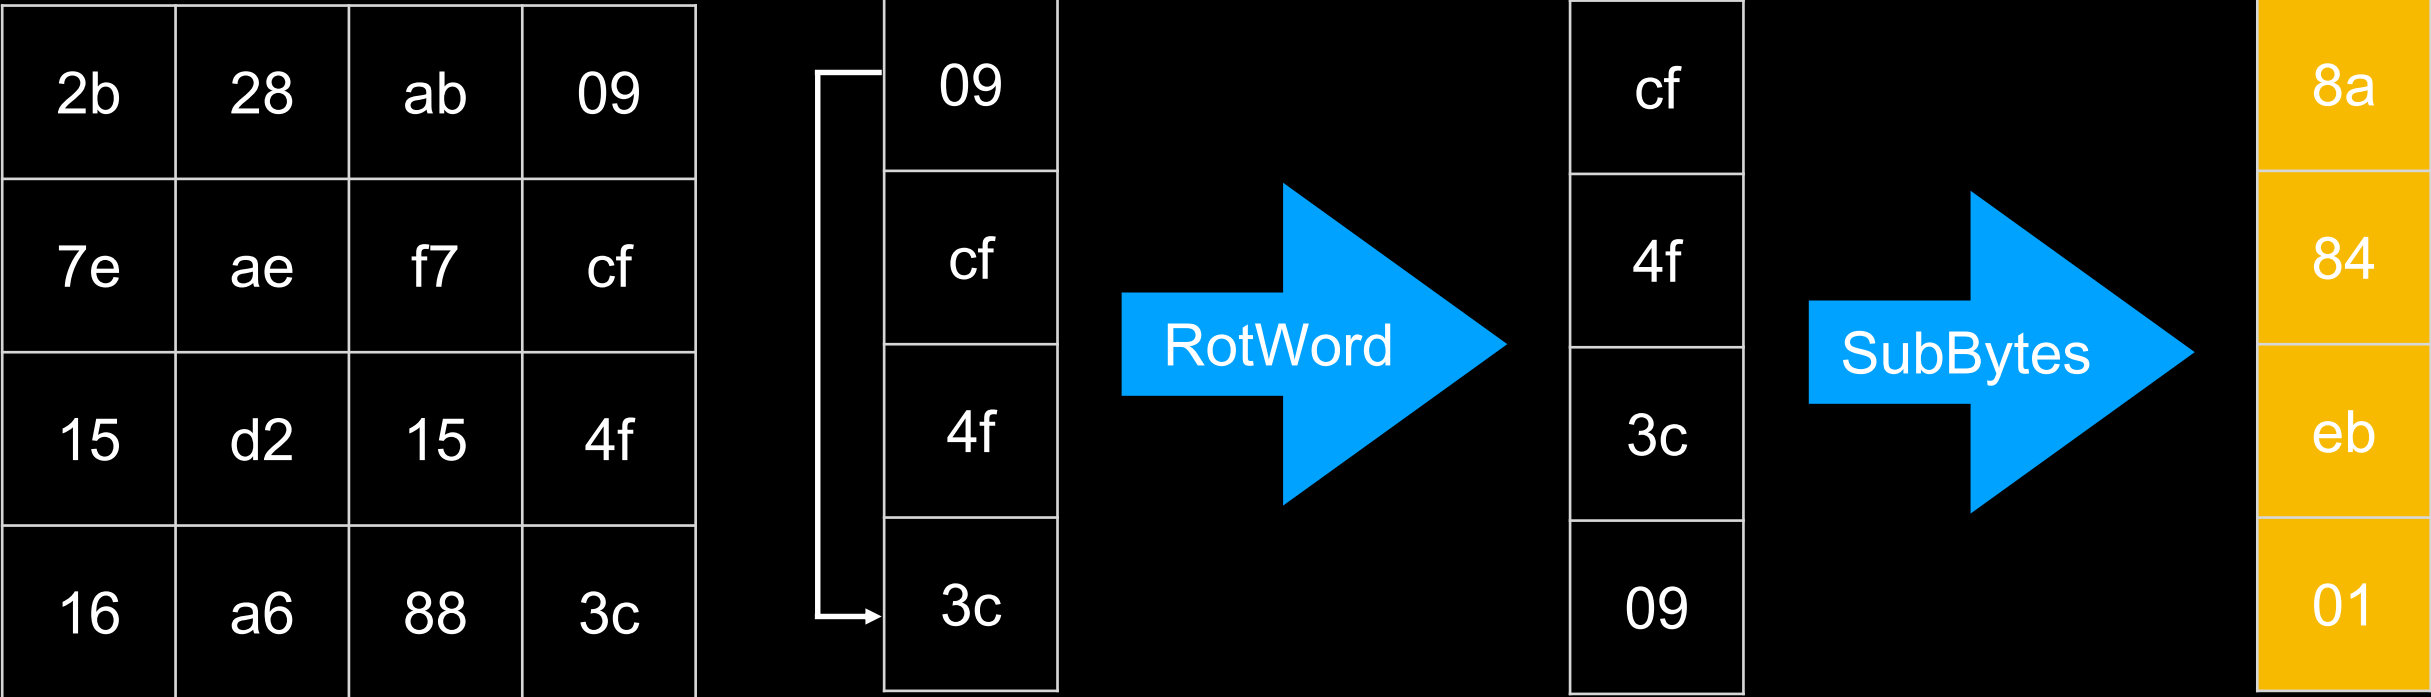 2b 28 ab 09
7e ae f7 cf
15 d2 15 4f
16 a6 88 3c
09
cf
4f
3c
RotWord
cf
4f
3c
09
SubBytes
8a
84
eb
01